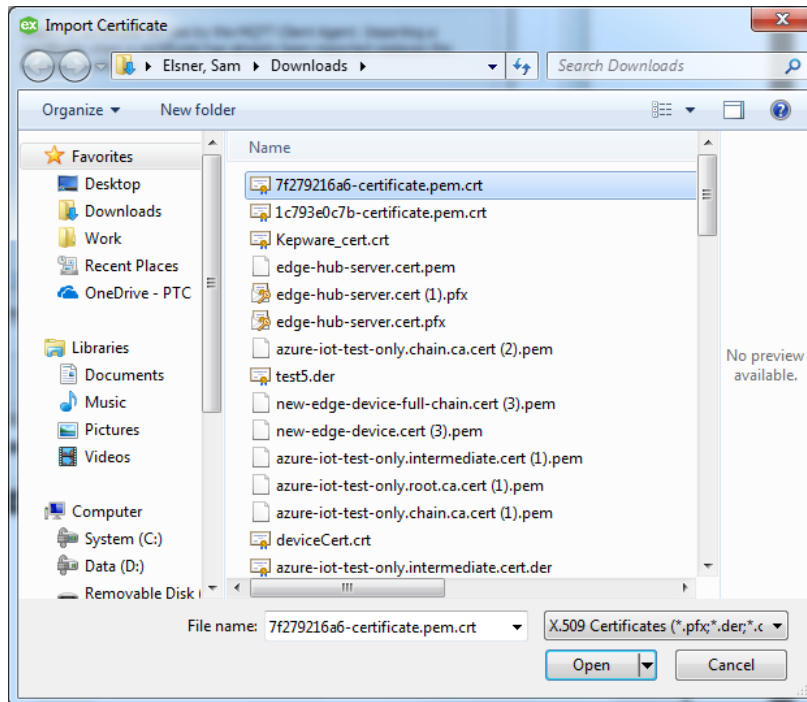 ex Import Certificate
Elsner, Sam Downloads
Search Downloads
Organize New folder
Favorites
Desktop
Downloads
Work
Recent Places
OneDrive - PTC
Libraries
Documents
Music
Pictures
Videos
Computer
System (C:)
Data (D:)
Removable Disk (
Name
7f279216a6-certificate.pem.crt
1c793e0c7b-certificate.pem.crt
Kepware_cert.crt
edge-hub-server.cert.pem
edge-hub-server.cert (1).pfx
edge-hub-server.cert.pfx
azure-iot-test-only.chain.ca.cert (2).pem
test5.der
new-edge-device-full-chain.cert (3).pem
new-edge-device.cert (3).pem
azure-iot-test-only.intermediate.cert (1).pem
azure-iot-test-only.root.ca.cert (1).pem
azure-iot-test-only.chain.ca.cert (1).pem
deviceCert.crt
azure-iot-test-only.intermediate.cert.der
No preview
available.
File name: 7f279216a6-certificate.pem.crt
X.509 Certificates (*.pfx;*.der;*.c
Open Cancel